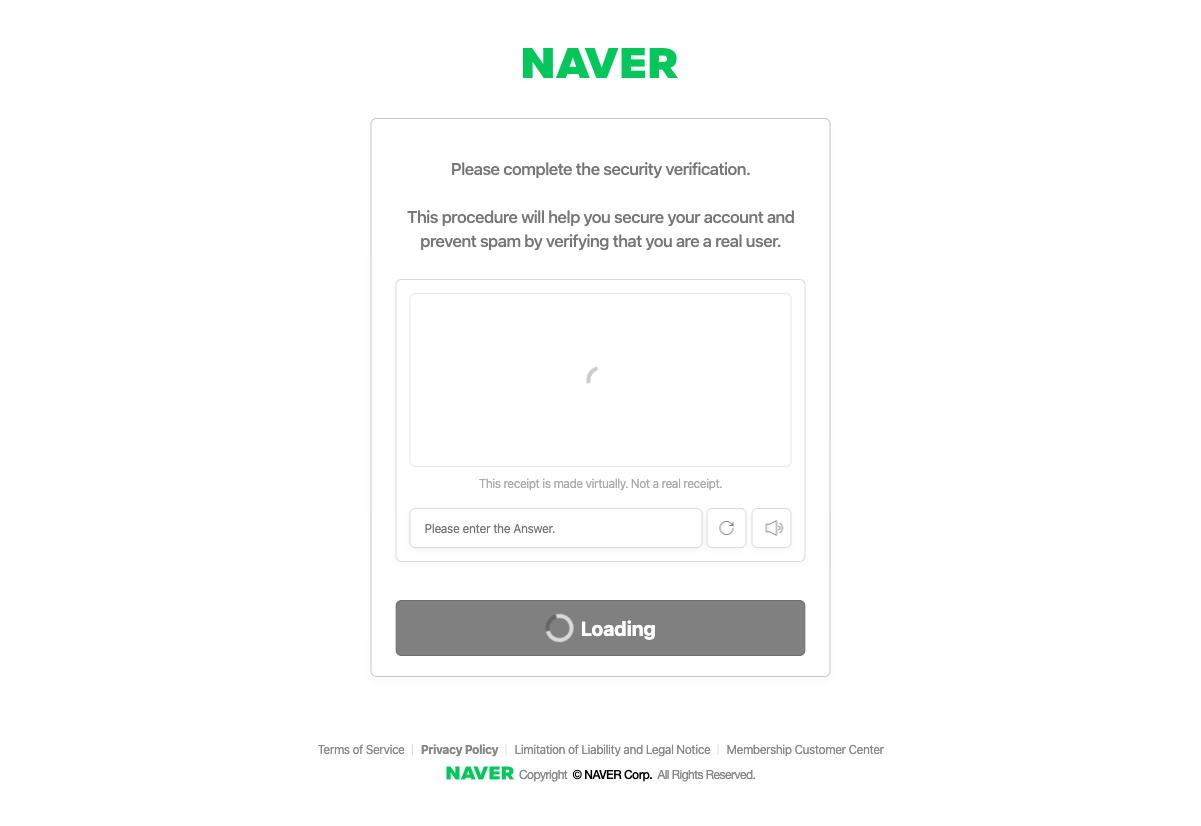 NAVER
Please complete the security verification.
This procedure will help you secure your account and
prevent spam by verifying that you are a real user.
This receipt is made virtually. Not a real receipt.
Please enter the Answer.
Loading
Terms of Service | Privacy Policy | Limitation of Liability and Legal Notice | Membership Customer Center
NAVER Copyright © NAVER Corp. All Rights Reserved.